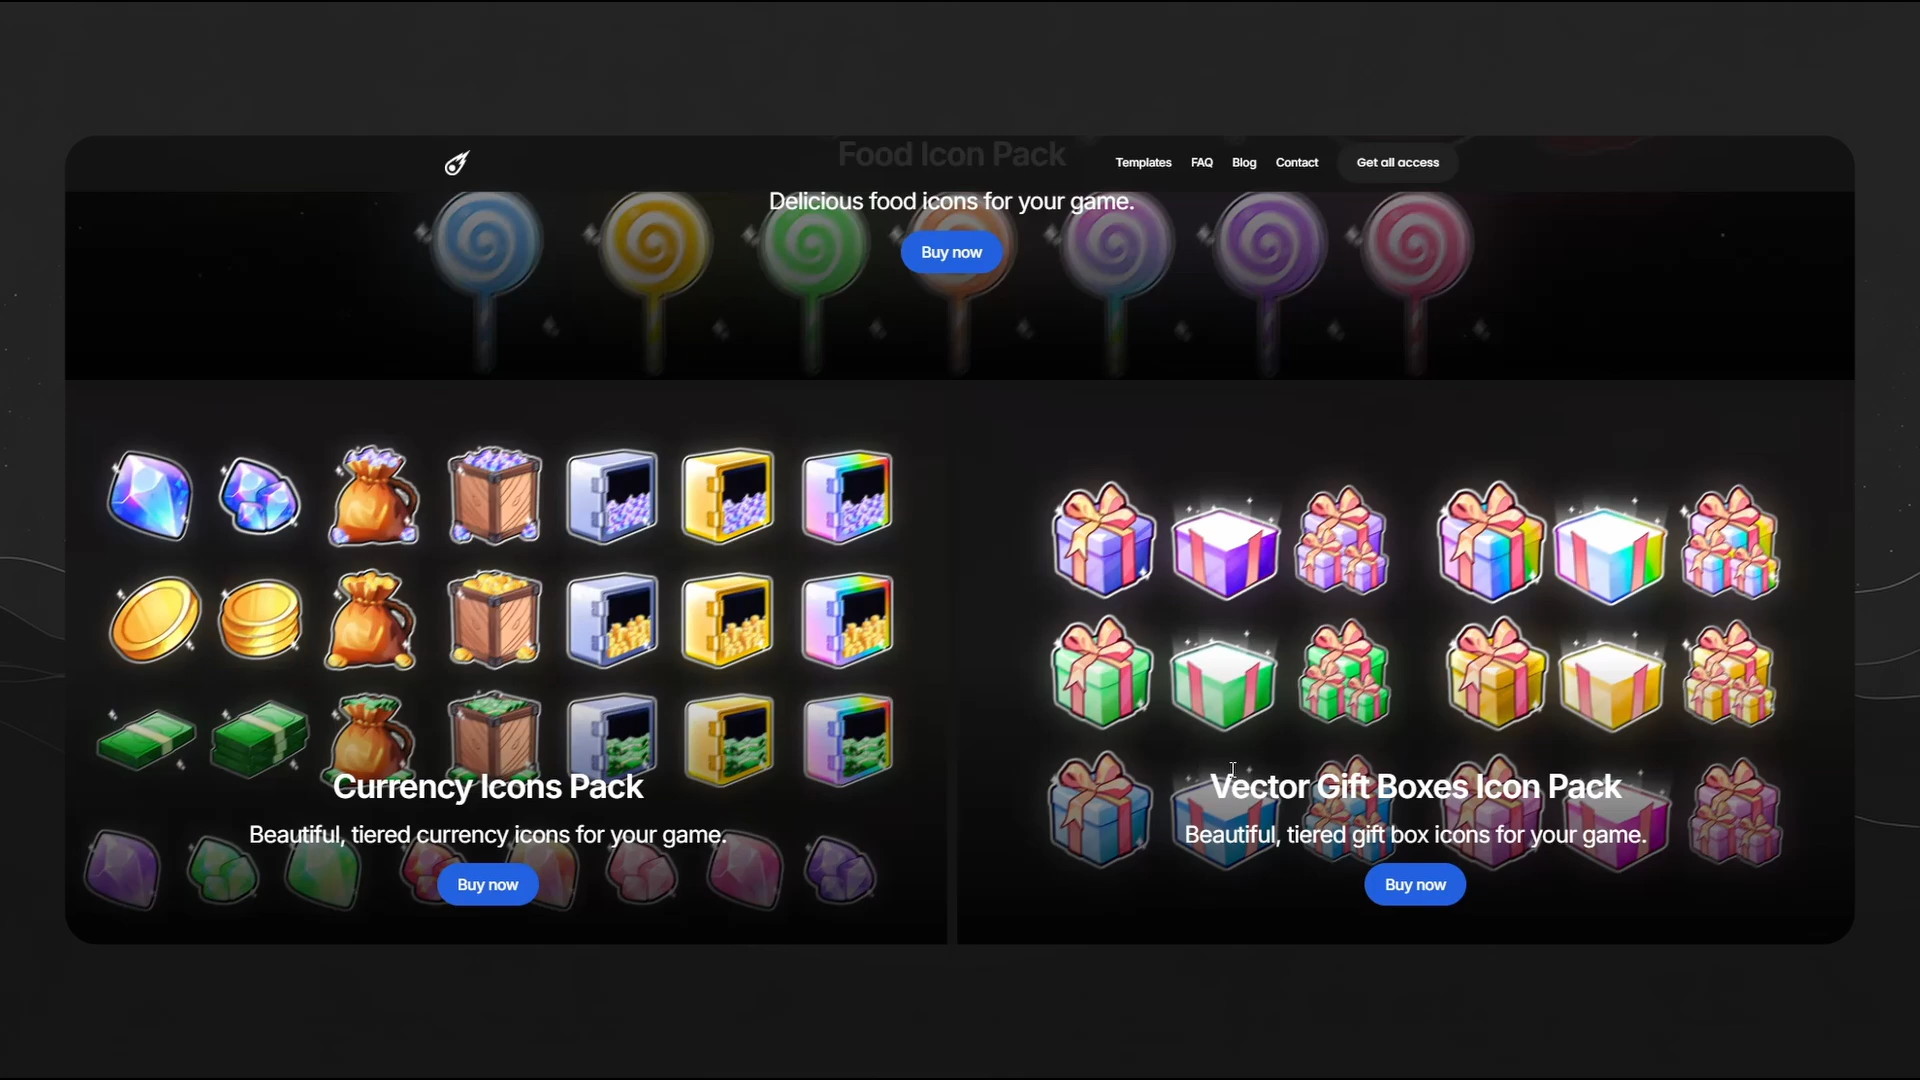 Food Icon Pack
Templates FAQ Blog Contact Get all access
Delicious food icons for your game.
Buy now
Currency Icons Pack
Beautiful, tiered currency icons for your game.
Buy now
Vector Gift Boxes Icon Pack
Beautiful, tiered gift box icons for your game.
Buy now